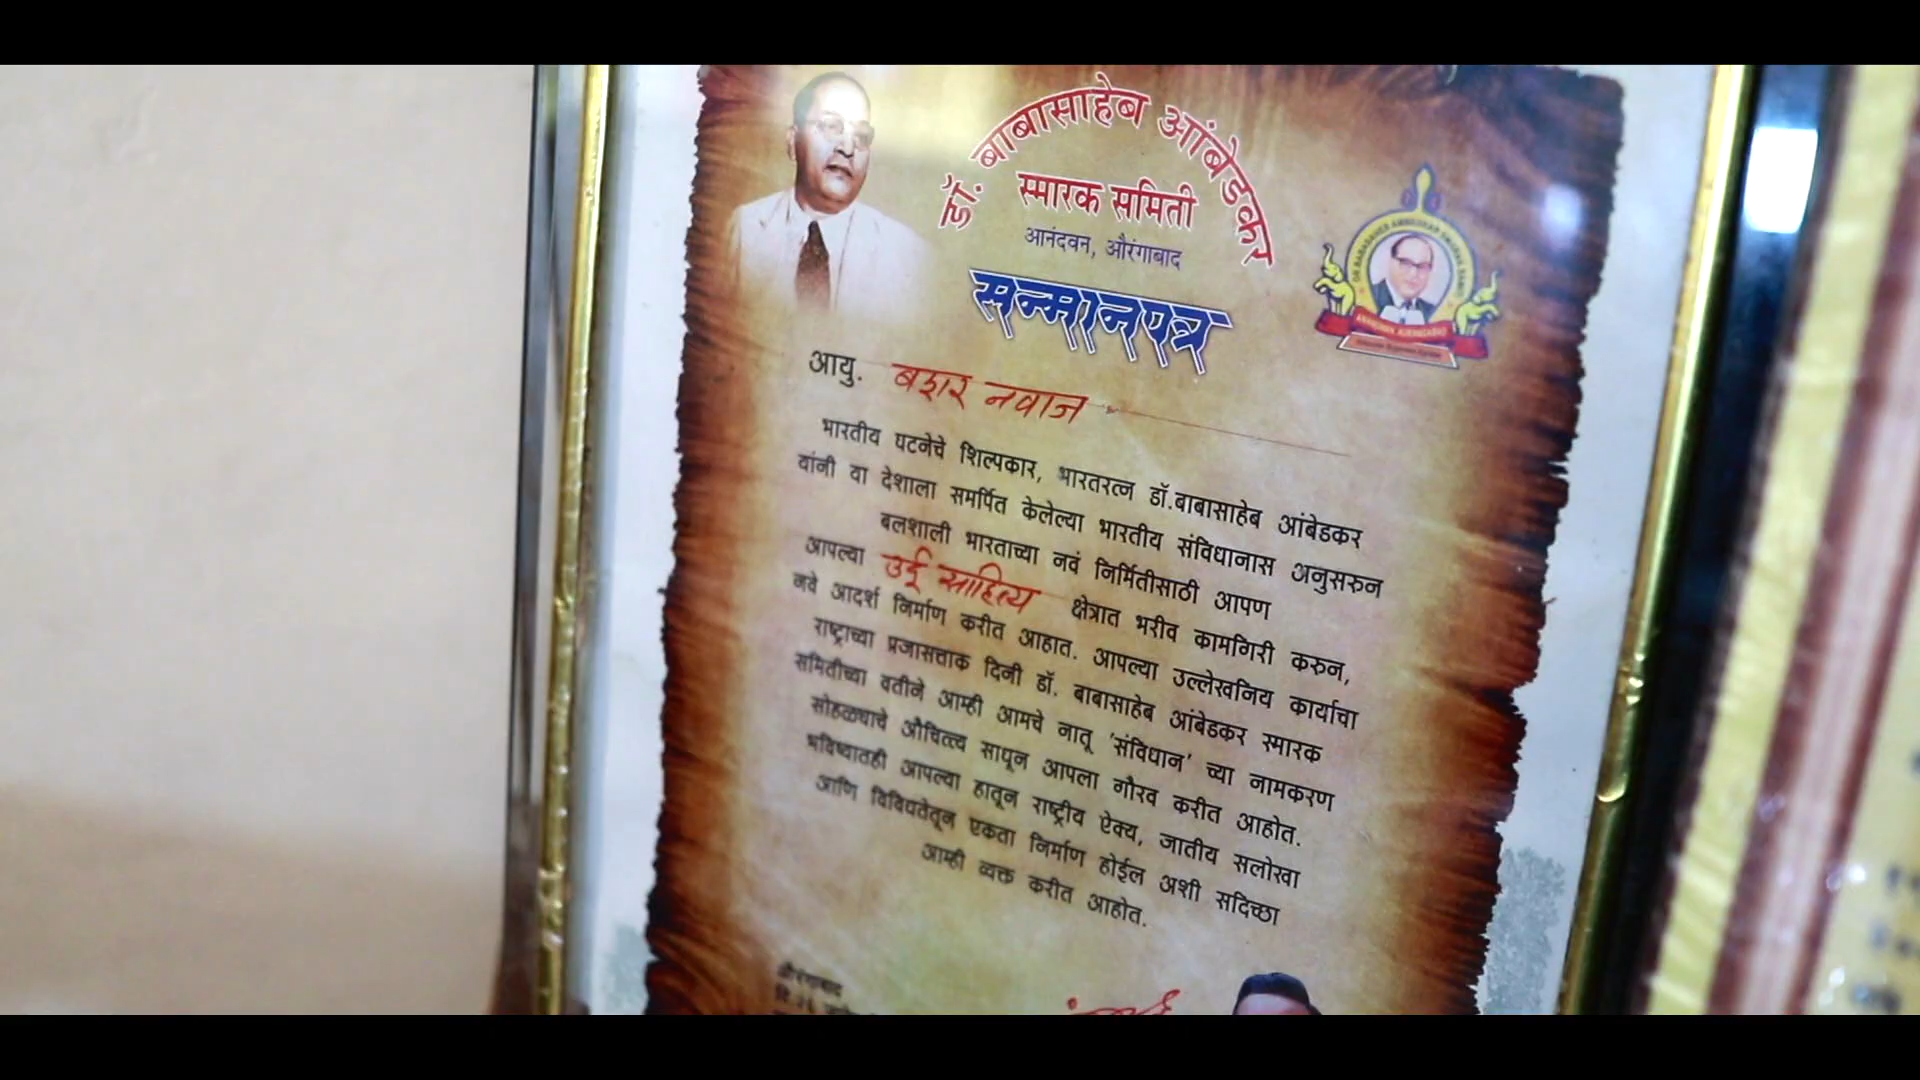 डॉ. बाबासाहेब आंबेडकर
स्मारक समिती
आनंदवन, औरंगाबाद
सन्मानपत्र
आयु. बशर नवाज
भारतीय घटनेचे शिल्पकार, भारतरत्न डॉ.बाबासाहेब आंबेडकर
यांनी या देशाला समर्पित केलेल्या भारतीय संविधानास अनुसरुन
बलशाली भारताच्या नवं निर्मितीसाठी आपण
आपल्या उर्दू साहित्य क्षेत्रात भरीव कामगिरी करुन,
नवे आदर्श निर्माण करीत आहात. आपल्या उल्लेखनिय कार्याचा
राष्ट्राच्या प्रजासत्ताक दिनी डॉ. बाबासाहेब आंबेडकर स्मारक
समितीच्या वतीने आम्ही आमचे नातू 'संविधान' च्या नामकरण
सोहळ्याचे औचित्त्य साधून आपला गौरव करीत आहोत.
भविष्यातही आपल्या हातून राष्ट्रीय ऐक्य, जातीय सलोखा
आणि विविधतेतून एकता निर्माण होईल अशी सदिच्छा
आम्ही व्यक्त करीत आहोत.
औरंगाबाद